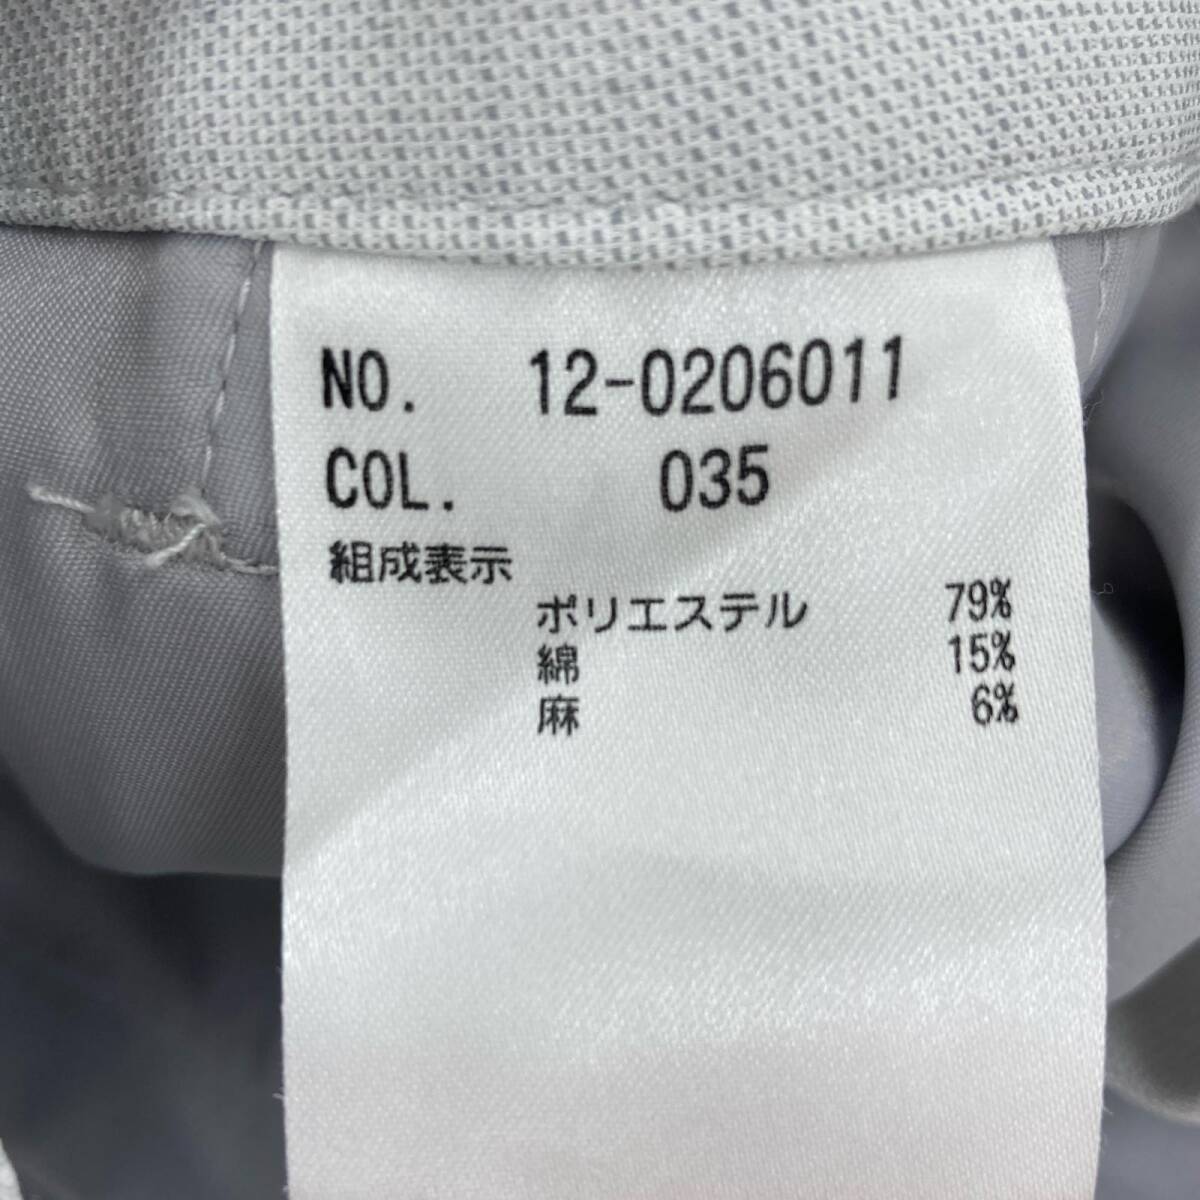 NO. 12-0206011
COL. 035
組成表示
ポリエステル 79%
綿 15%
麻 6%